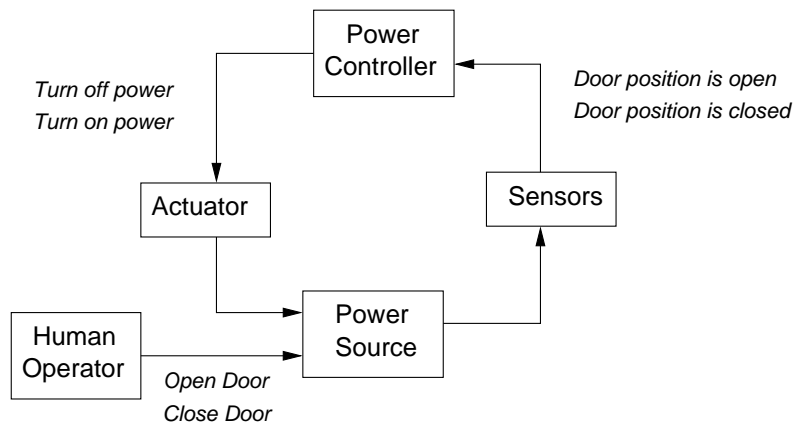 Power
Controller
Turn off power
Turn on power
Door position is open
Door position is closed
Actuator
Sensors
Human
Operator
Power
Source
Open Door
Close Door